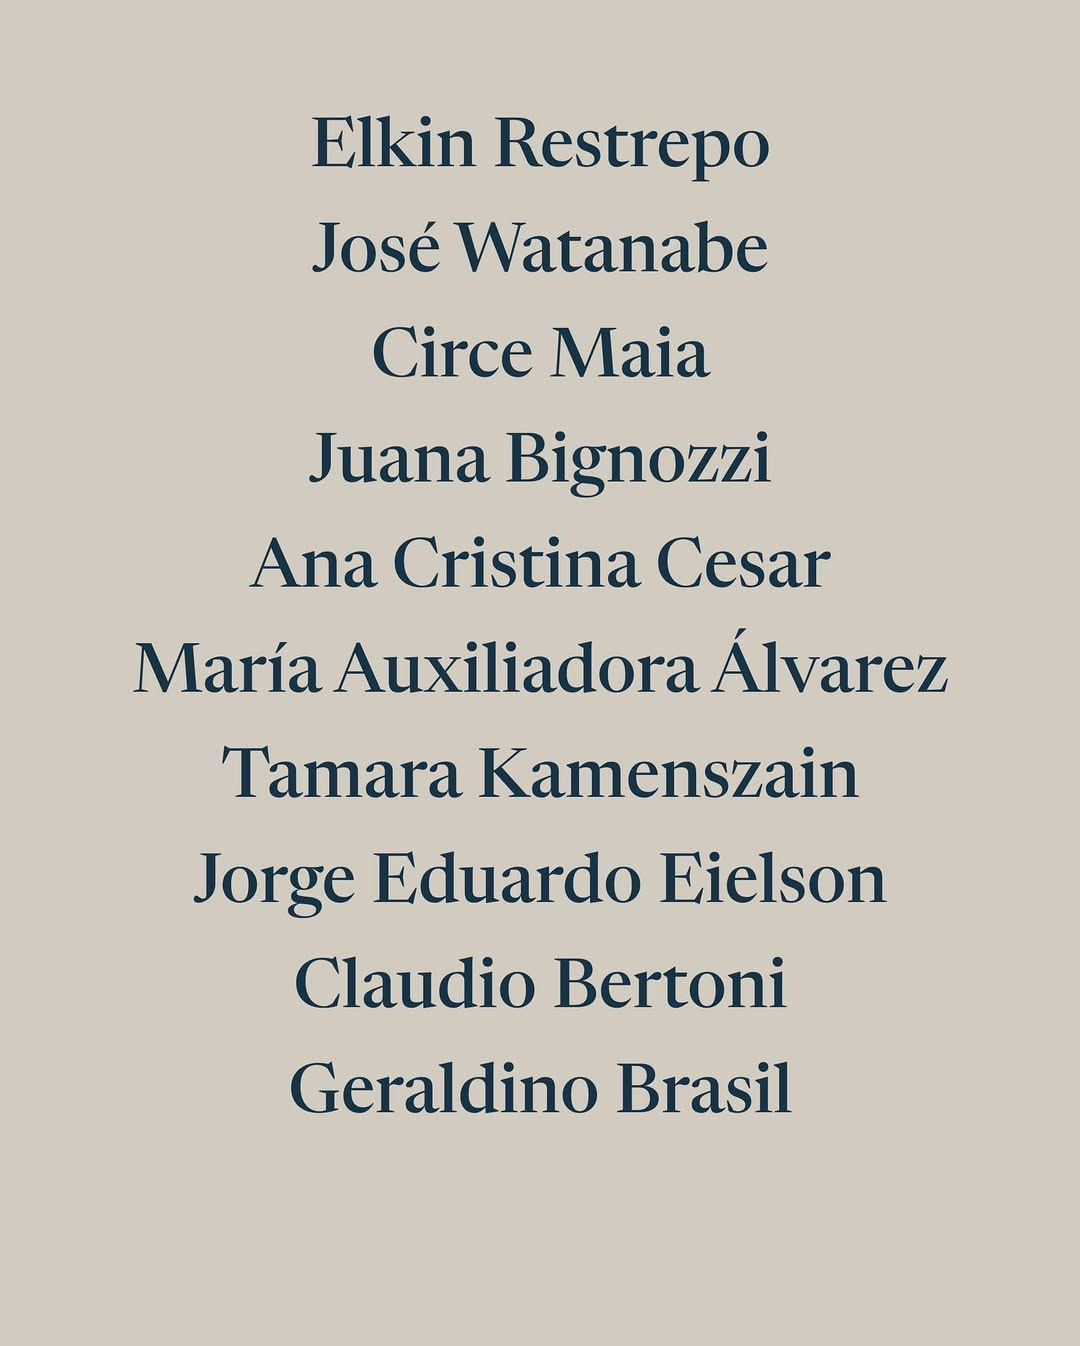 Elkin Restrepo
José Watanabe
Circe Maia
Juana Bignozzi
Ana Cristina Cesar
María Auxiliadora Álvarez
Tamara Kamenszain
Jorge Eduardo Eielson
Claudio Bertoni
Geraldino Brasil